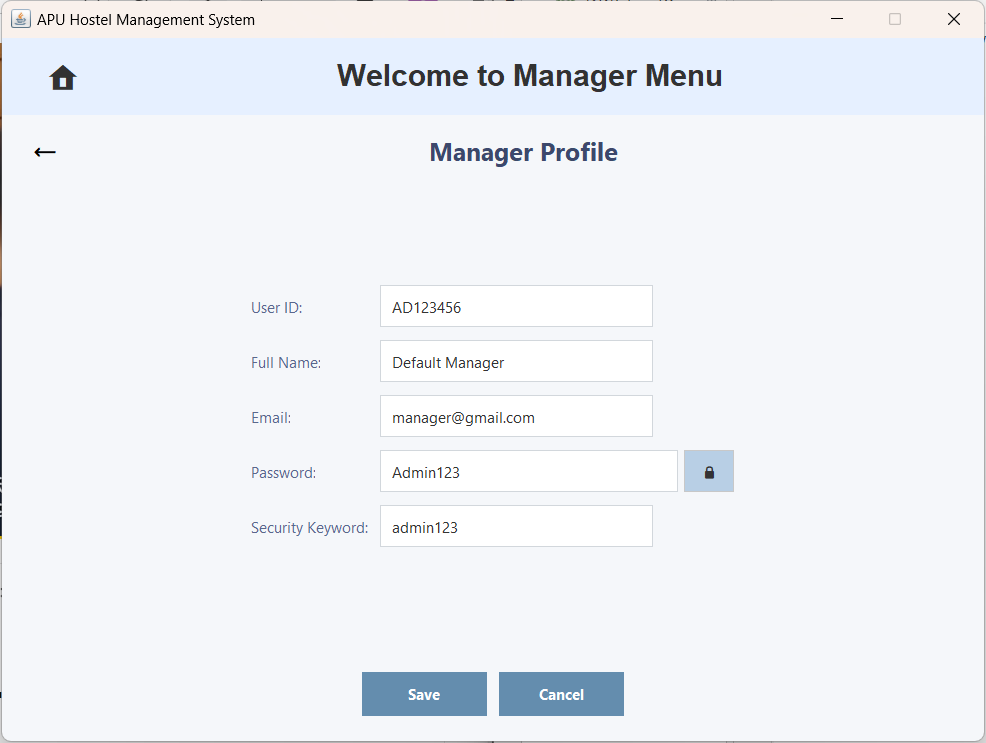 APU Hostel Management System
Welcome to Manager Menu
Manager Profile
User ID: AD123456
Full Name: Default Manager
Email: manager@gmail.com
Password: Admin123
Security Keyword: admin123
Save Cancel